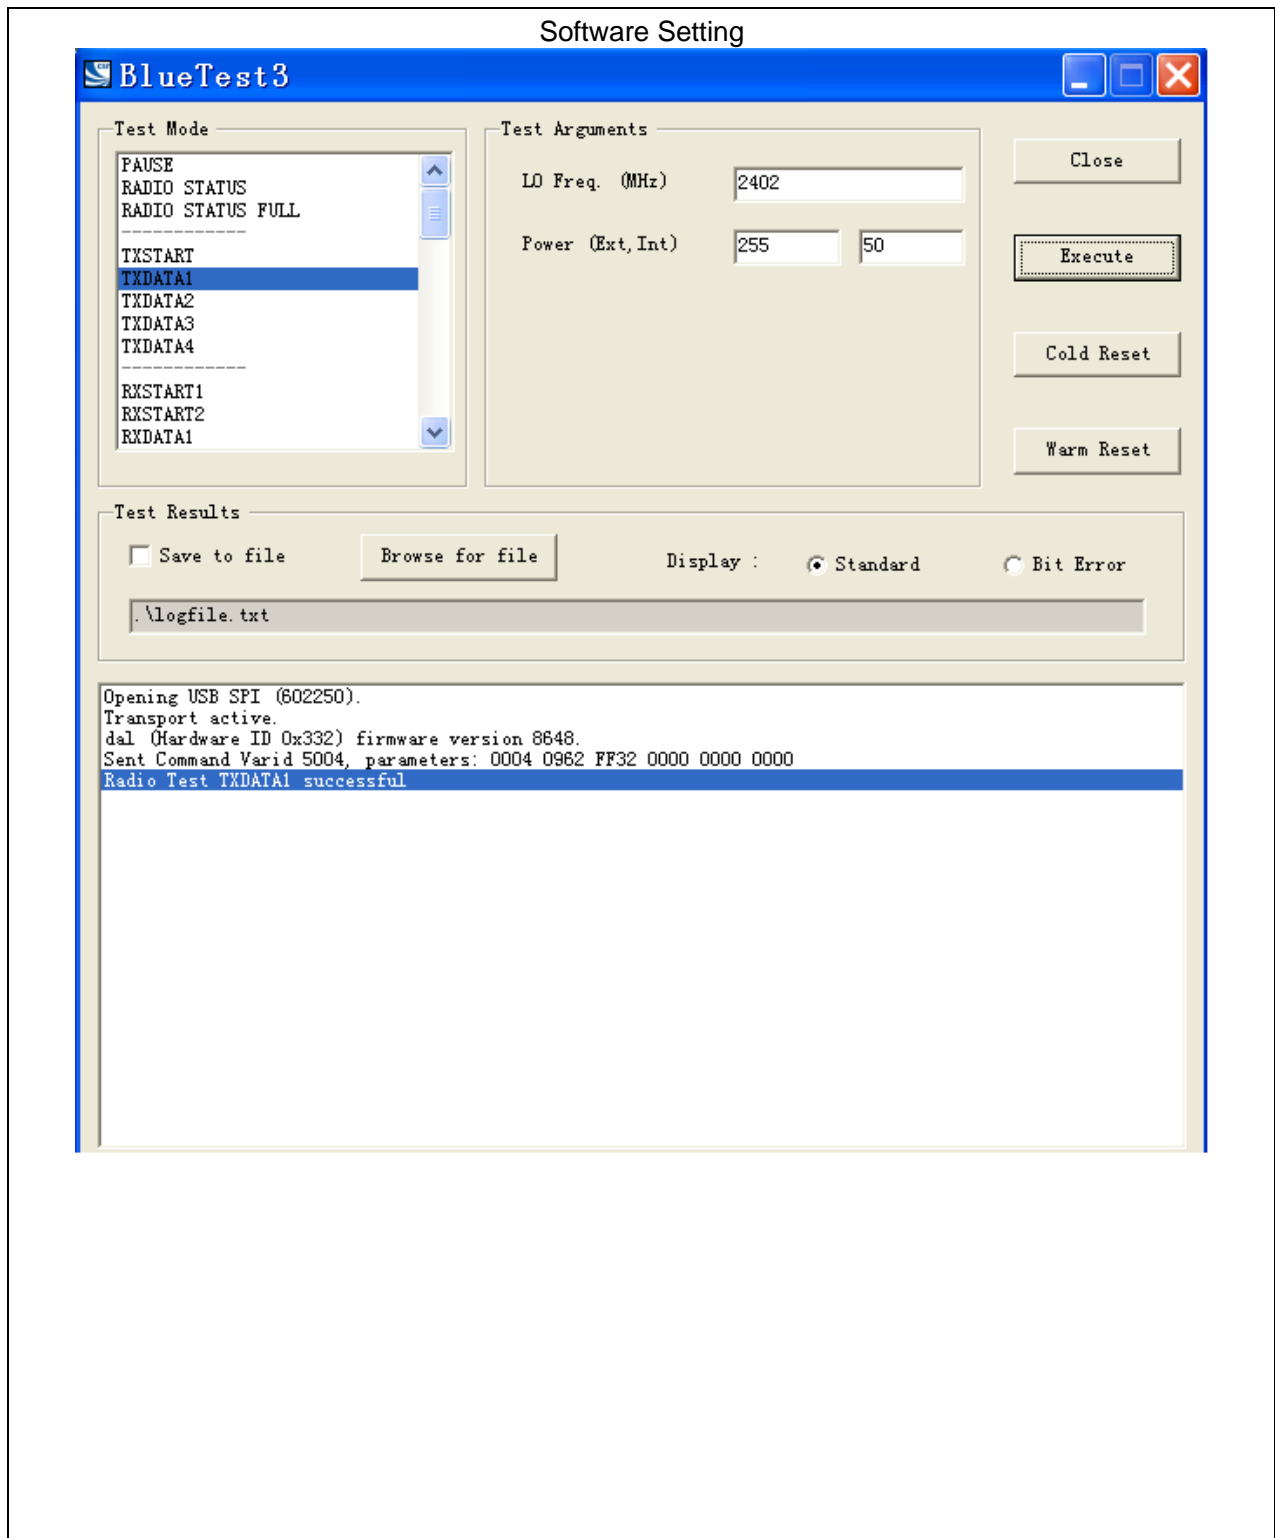 Software Setting
BlueTest3
Test Mode
PAUSE
RADIO STATUS
RADIO STATUS FULL
------------
TXSTART
TXDATA1
TXDATA2
TXDATA3
TXDATA4
------------
RXSTART1
RXSTART2
RXDATA1
Test Arguments
LO Freq. (MHz) 2402
Power (Ext,Int) 255 50
Close
Execute
Cold Reset
Warm Reset
Test Results
Save to file Browse for file Display : Standard Bit Error
.\logfile.txt
Opening USB SPI (602250).
Transport active.
dal (Hardware ID 0x332) firmware version 8648.
Sent Command Varid 5004, parameters: 0004 0962 FF32 0000 0000 0000
Radio Test TXDATA1 successful